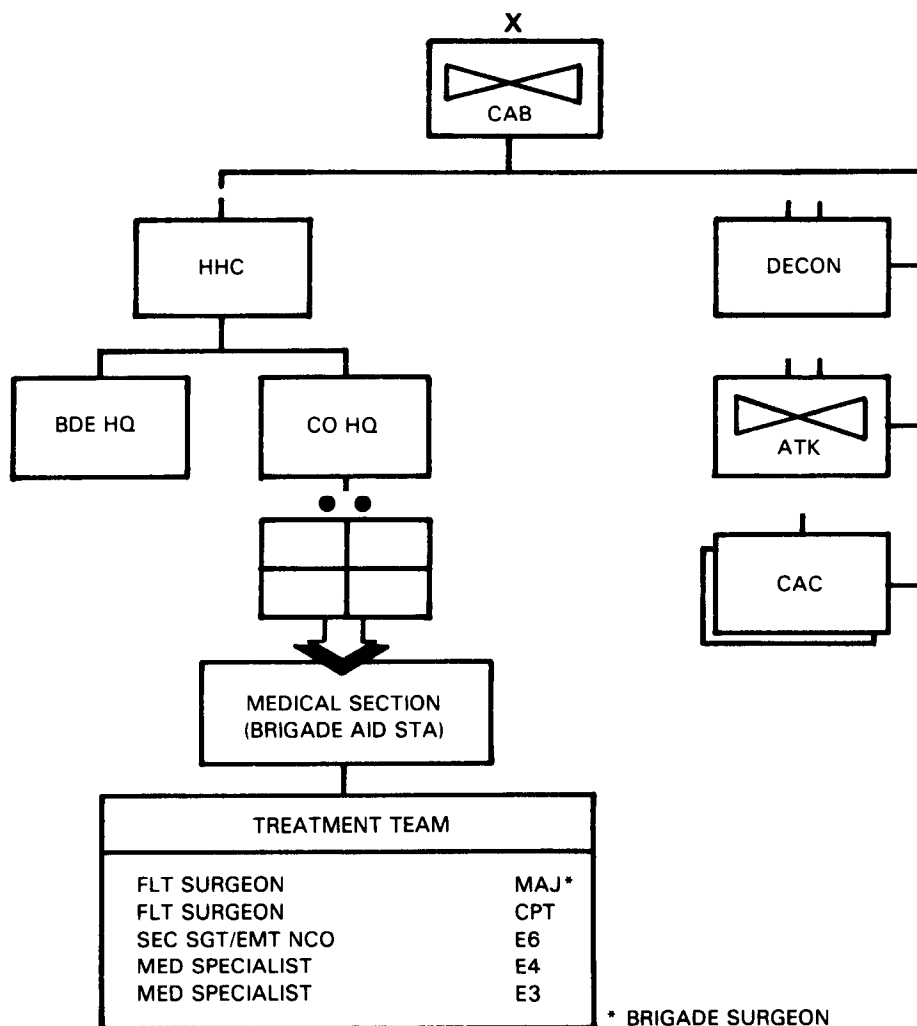 X
CAB
HHC
DECON
BDE HQ
CO HQ
ATK
CAC
MEDICAL SECTION
(BRIGADE AID STA)
TREATMENT TEAM
FLT SURGEON MAJ*
FLT SURGEON CPT
SEC SGT/EMT NCO E6
MED SPECIALIST E4
MED SPECIALIST E3
* BRIGADE SURGEON